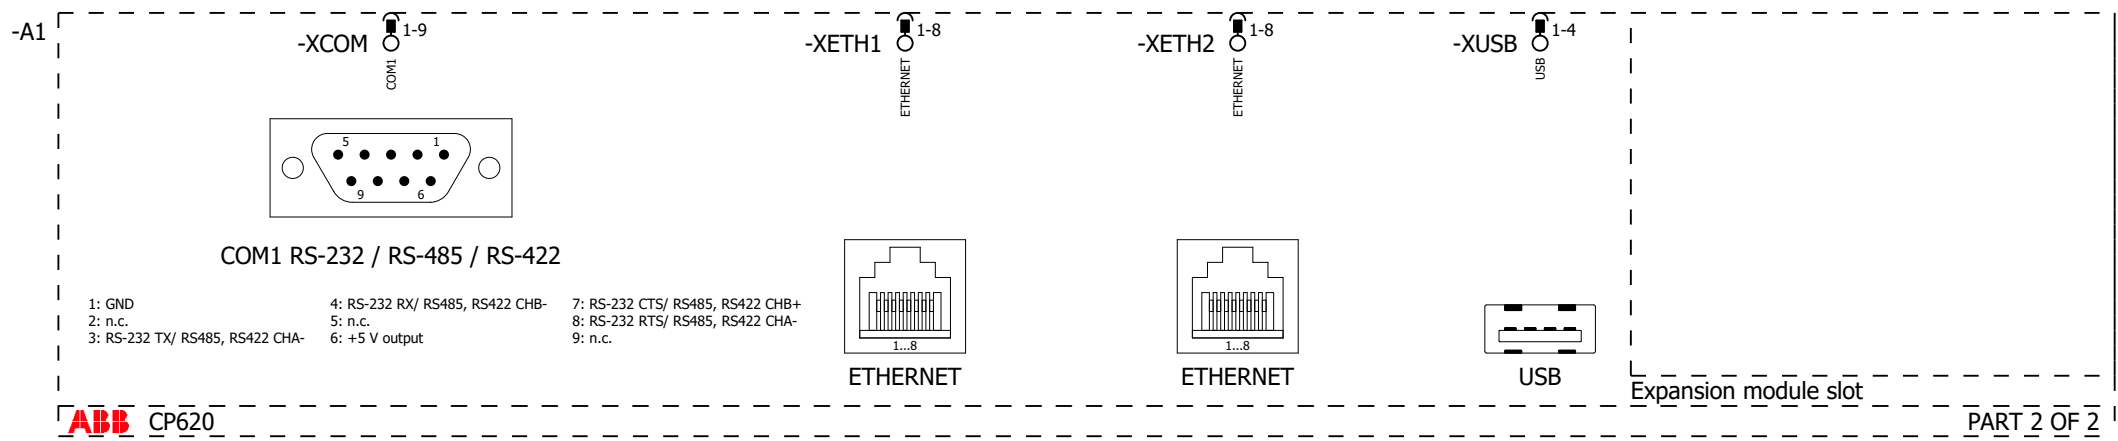 -A1
-XCOM 1-9
COM1
-XETH1 1-8
ETHERNET
-XETH2 1-8
ETHERNET
-XUSB 1-4
USB
5 1
9 6
COM1 RS-232 / RS-485 / RS-422
1: GND
2: n.c.
3: RS-232 TX/ RS485, RS422 CHA-
4: RS-232 RX/ RS485, RS422 CHB-
5: n.c.
6: +5 V output
7: RS-232 CTS/ RS485, RS422 CHB+
8: RS-232 RTS/ RS485, RS422 CHA-
9: n.c.
1...8
ETHERNET
1...8
ETHERNET
USB
Expansion module slot
ABB CP620
PART 2 OF 2